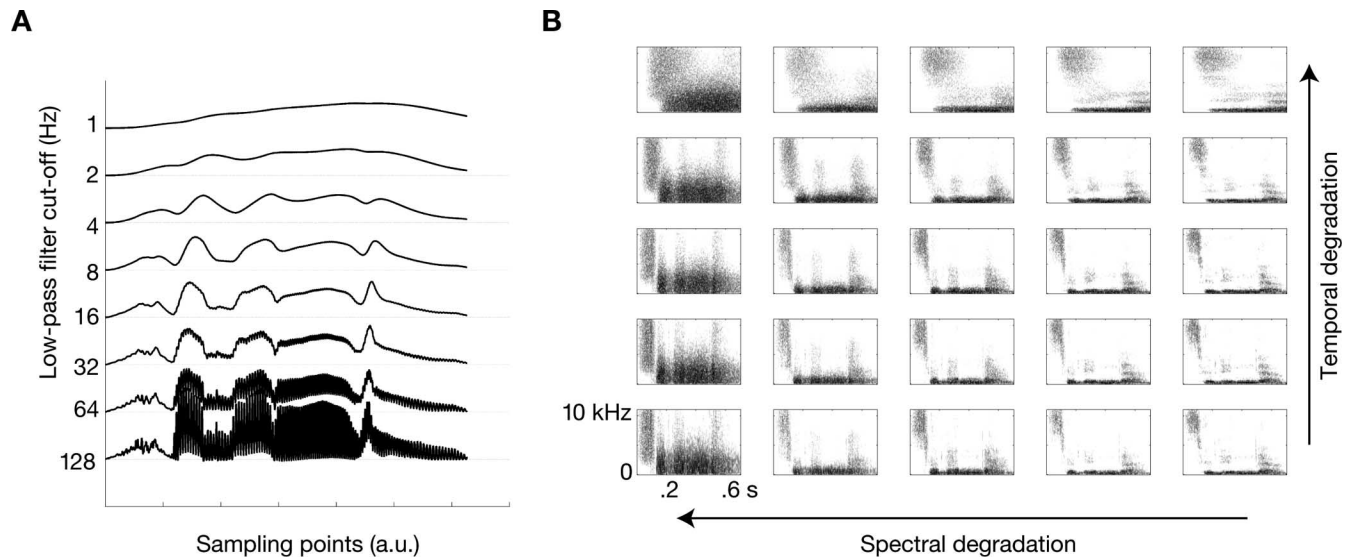 A
B
Low-pass filter cut-off (Hz)
1
2
4
8
16
32
64
128
Sampling points (a.u.)
10 kHz
0
.2
.6 s
Spectral degradation
Temporal degradation